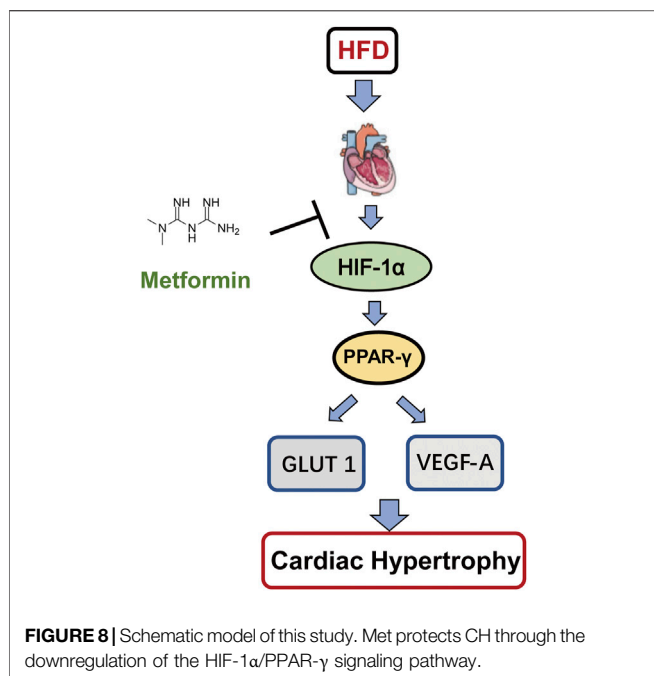 HFD
NH NH
N N NH₂
H
Metformin
HIF-1α
PPAR-γ
GLUT 1 VEGF-A
Cardiac Hypertrophy
FIGURE 8 | Schematic model of this study. Met protects CH through the
downregulation of the HIF-1α/PPAR-γ signaling pathway.